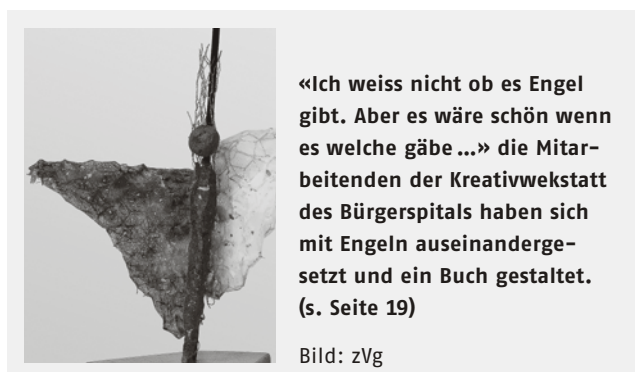 «Ich weiss nicht ob es Engel
gibt. Aber es wäre schön wenn
es welche gäbe ...» die Mitar-
beitenden der Kreativwekstatt
des Bürgerspitals haben sich
mit Engeln auseinanderge-
setzt und ein Buch gestaltet.
(s. Seite 19)
Bild: zVg